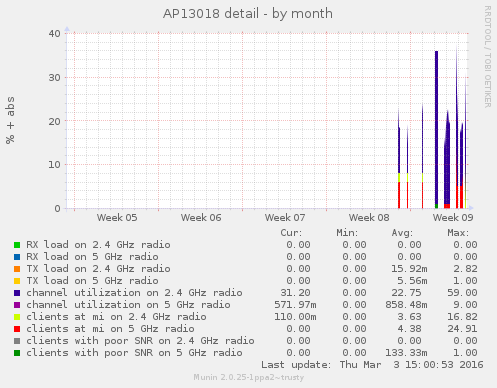 AP13018 detail - by month
RRDTOOL / TOBI OETIKER
% + abs
40
30
20
10
0
Week 05 Week 06 Week 07 Week 08 Week 09
Cur: Min: Avg: Max:
RX load on 2.4 GHz radio 0.00 0.00 0.00 0.00
RX load on 5 GHz radio 0.00 0.00 0.00 0.00
TX load on 2.4 GHz radio 0.00 0.00 15.92m 2.82
TX load on 5 GHz radio 0.00 0.00 5.56m 1.00
channel utilization on 2.4 GHz radio 31.20 0.00 22.75 59.00
channel utilization on 5 GHz radio 571.97m 0.00 858.48m 9.00
clients at mi on 2.4 GHz radio 110.00m 0.00 3.63 16.82
clients at mi on 5 GHz radio 0.00 0.00 4.38 24.91
clients with poor SNR on 2.4 GHz radio 0.00 0.00 0.00 0.00
clients with poor SNR on 5 GHz radio 0.00 0.00 133.33m 1.00
Last update: Thu Mar 3 15:00:53 2016
Munin 2.0.25-1ppa2~trusty